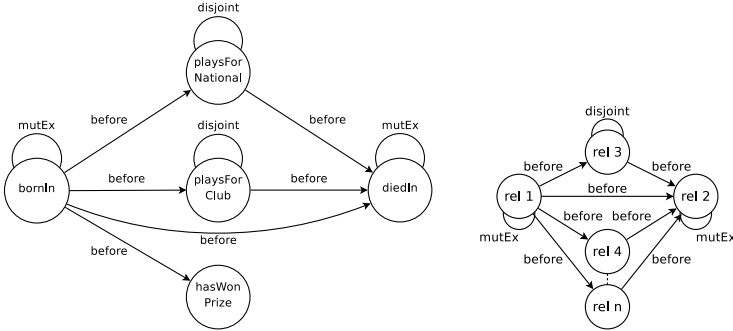 disjoint
playsFor
National
before
before
mutEx
bornIn
disjoint
before
playsFor
Club
before
mutEx
diedIn
before
before
hasWon
Prize
disjoint
rel 3
before
before
rel 1
before
rel 2
mutEx
before
before
mutEx
rel 4
before
before
rel n